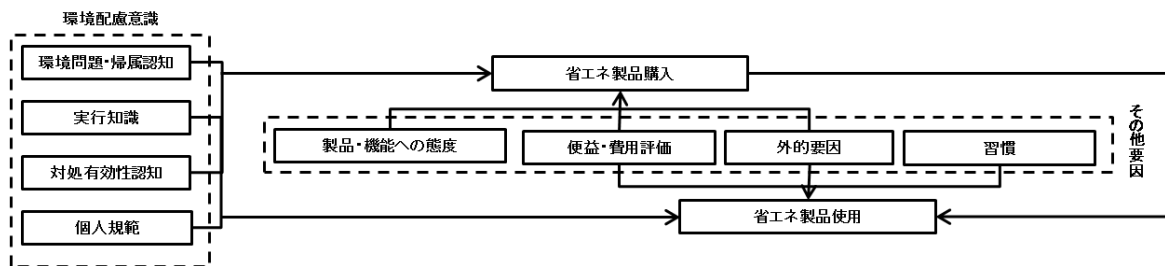 環境配慮意識
環境問題・帰属認知
実行知識
対処有効性認知
個人規範
省エネ製品購入
製品・機能への態度
便益・費用評価
外的要因
習慣
その他要因
省エネ製品使用